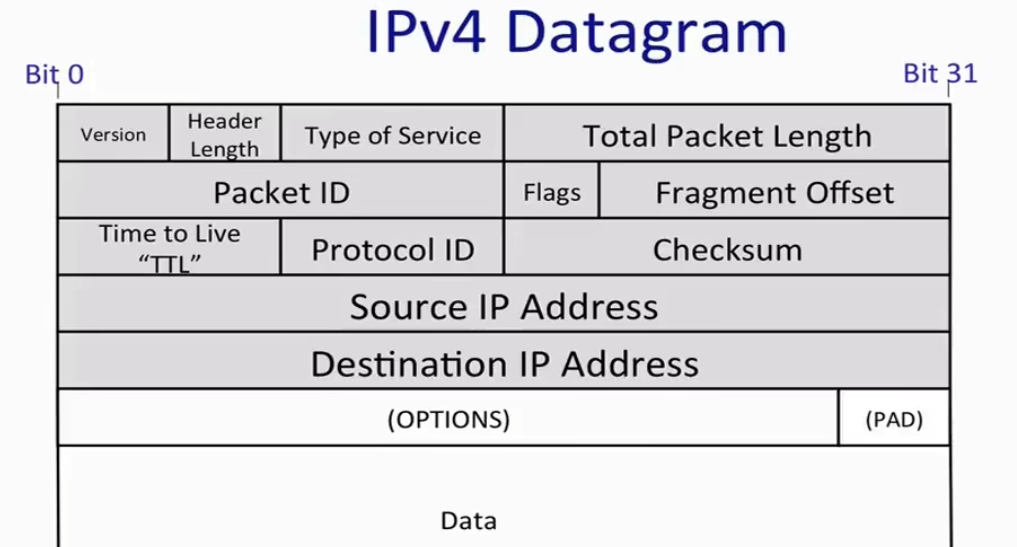 IPv4 Datagram
Bit 0
Bit 31
Version
Header
Length
Type of Service
Total Packet Length
Packet ID
Flags
Fragment Offset
Time to Live
“TTL”
Protocol ID
Checksum
Source IP Address
Destination IP Address
(OPTIONS)
(PAD)
Data